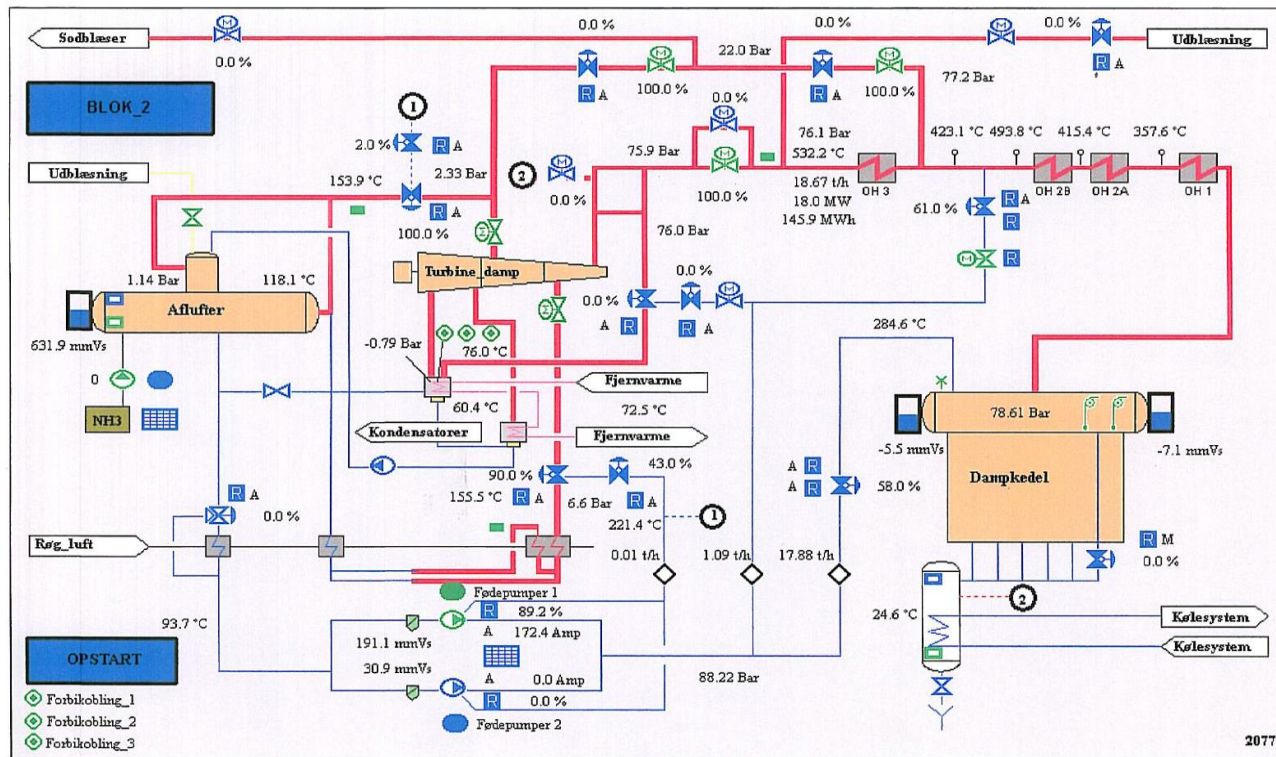 0.0 %
0.0 %
0.0 %
Sodblæser
M
0.0 %
22.0 Bar
M
M
M
Udblæsning
R A
BLOK_2
R A
100.0 %
R A
100.0 %
77.2 Bar
1
0.0 %
M
2.0 %
R A
76.1 Bar
423.1 °C
493.8 °C
415.4 °C
357.6 °C
Udblæsning
153.9 °C
2.33 Bar
2
M
75.9 Bar
M
532.2 °C
OH 3
OH 2B
OH 2A
OH 1
R A
100.0 %
100.0 %
18.67 t/h
18.0 MW
145.9 MWh
61.0 %
R A
R
76.0 Bar
M
R
1.14 Bar
118.1 °C
Turbine_damp
0.0 %
M
Aflufter
0.0 %
A R
R A
284.6 °C
631.9 mmVs
-0.79 Bar
76.0 °C
0
Fjernvarme
NH3
60.4 °C
72.5 °C
78.61 Bar
Kondensatorer
Fjernvarme
-5.5 mmVs
-7.1 mmVs
43.0 %
90.0 %
A R
A R
58.0 %
Dampkedel
R A
0.0 %
155.5 °C
R A
6.6 Bar
R A
221.4 °C
1
R M
0.0 %
Røg_luft
0.01 t/h
1.09 t/h
17.88 t/h
Fødepumper 1
R
89.2 %
24.6 °C
2
93.7 °C
191.1 mmVs
A
172.4 Amp
Kølesystem
Kølesystem
OPSTART
30.9 mmVs
A
0.0 Amp
88.22 Bar
R
0.0 %
Forbikobling_1
Forbikobling_2
Fødepumper 2
Forbikobling_3
2077